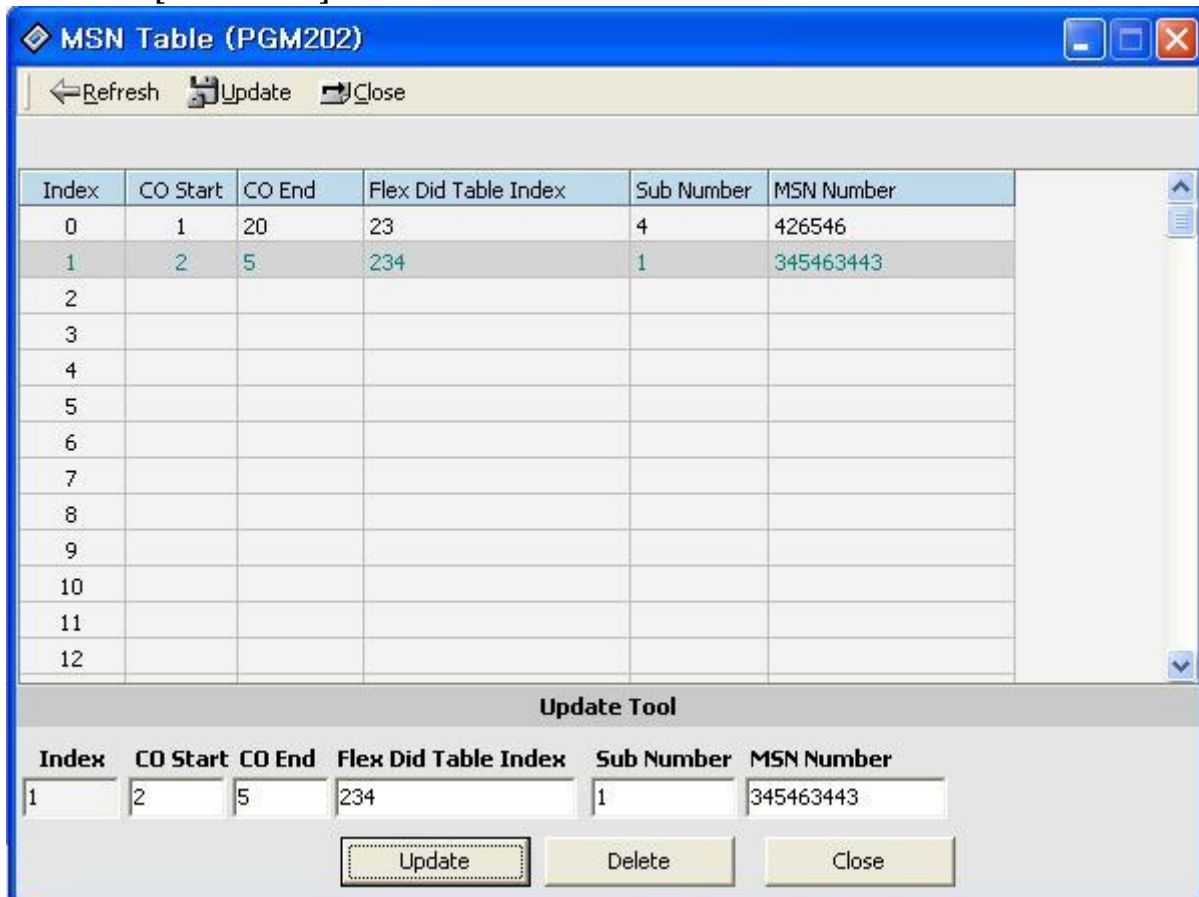 MSN Table (PGM202)
Refresh Update Close
Index CO Start CO End Flex Did Table Index Sub Number MSN Number
0 1 20 23 4 426546
1 2 5 234 1 345463443
2
3
4
5
6
7
8
9
10
11
12
Update Tool
Index CO Start CO End Flex Did Table Index Sub Number MSN Number
1 2 5 234 1 345463443
Update Delete Close